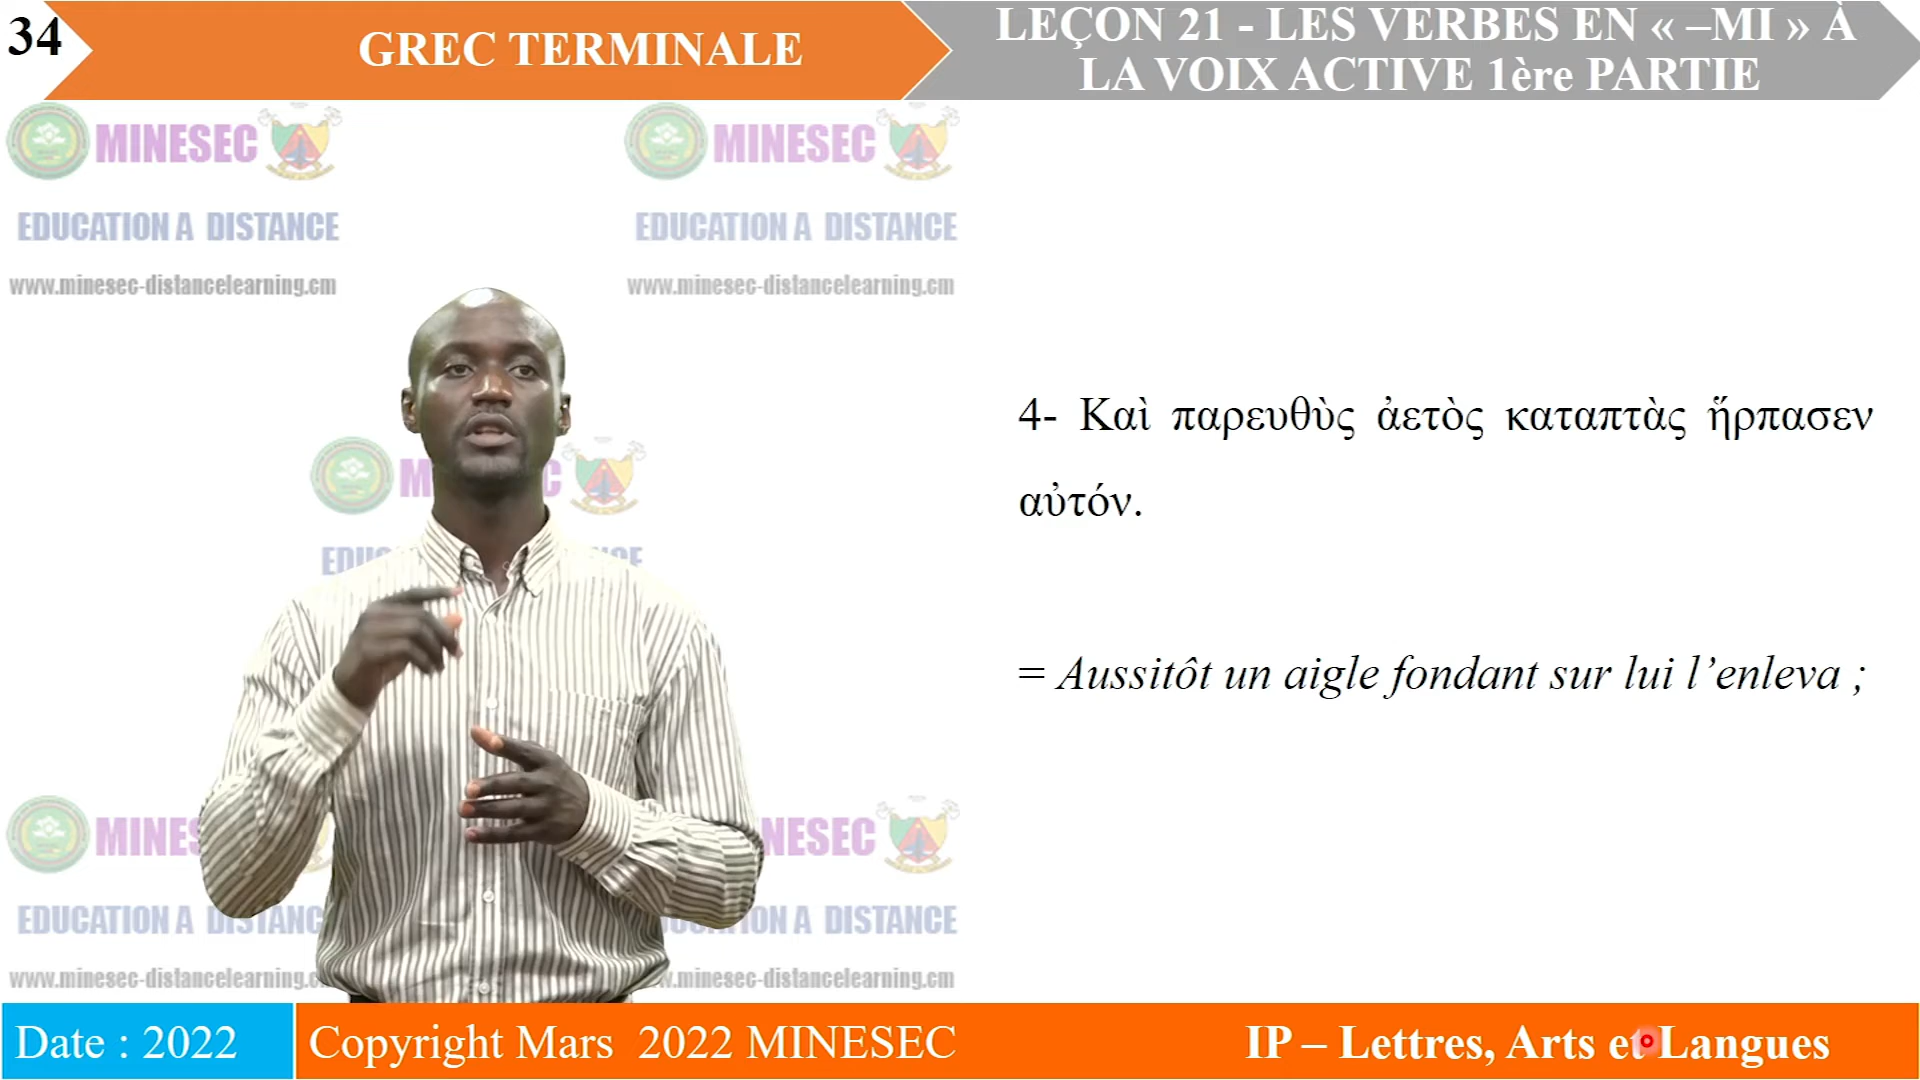 34
GREC TERMINALE
LEÇON 21 - LES VERBES EN « –MI » À
LA VOIX ACTIVE 1ère PARTIE
MINESEC
MINESEC
EDUCATION A DISTANCE
EDUCATION A DISTANCE
www.minesec-distancelearning.cm
www.minesec-distancelearning.cm
4- Καὶ παρευθὺς ἀετὸς καταπτὰς ἥρπασεν
αὐτόν.
= Aussitôt un aigle fondant sur lui l’enleva ;
EDUCATION A DISTANCE
Date : 2022
Copyright Mars 2022 MINESEC
IP – Lettres, Arts et Langues